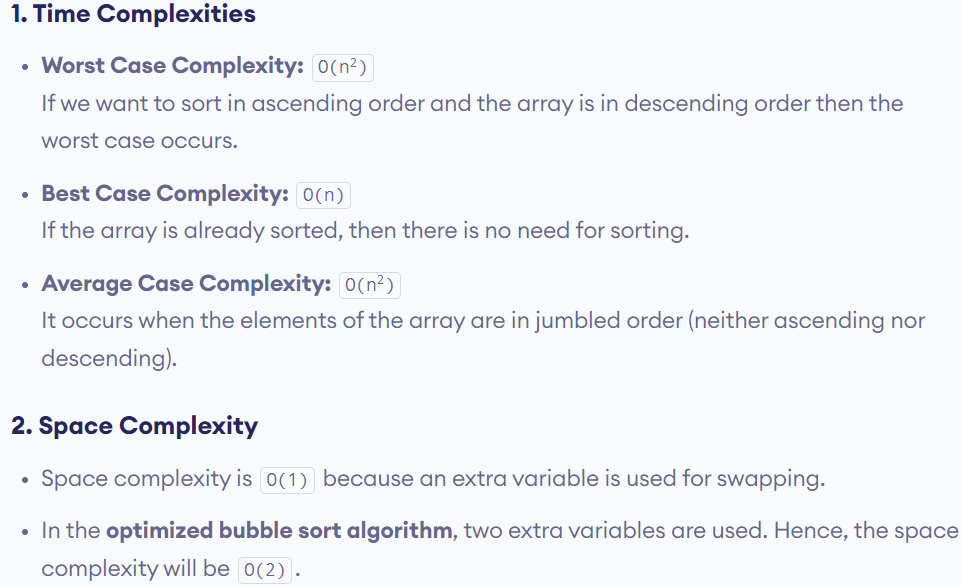 1. Time Complexities
• Worst Case Complexity: O(n²)
If we want to sort in ascending order and the array is in descending order then the
worst case occurs.
• Best Case Complexity: O(n)
If the array is already sorted, then there is no need for sorting.
• Average Case Complexity: O(n²)
It occurs when the elements of the array are in jumbled order (neither ascending nor
descending).
2. Space Complexity
• Space complexity is O(1) because an extra variable is used for swapping.
• In the optimized bubble sort algorithm, two extra variables are used. Hence, the space
complexity will be O(2).